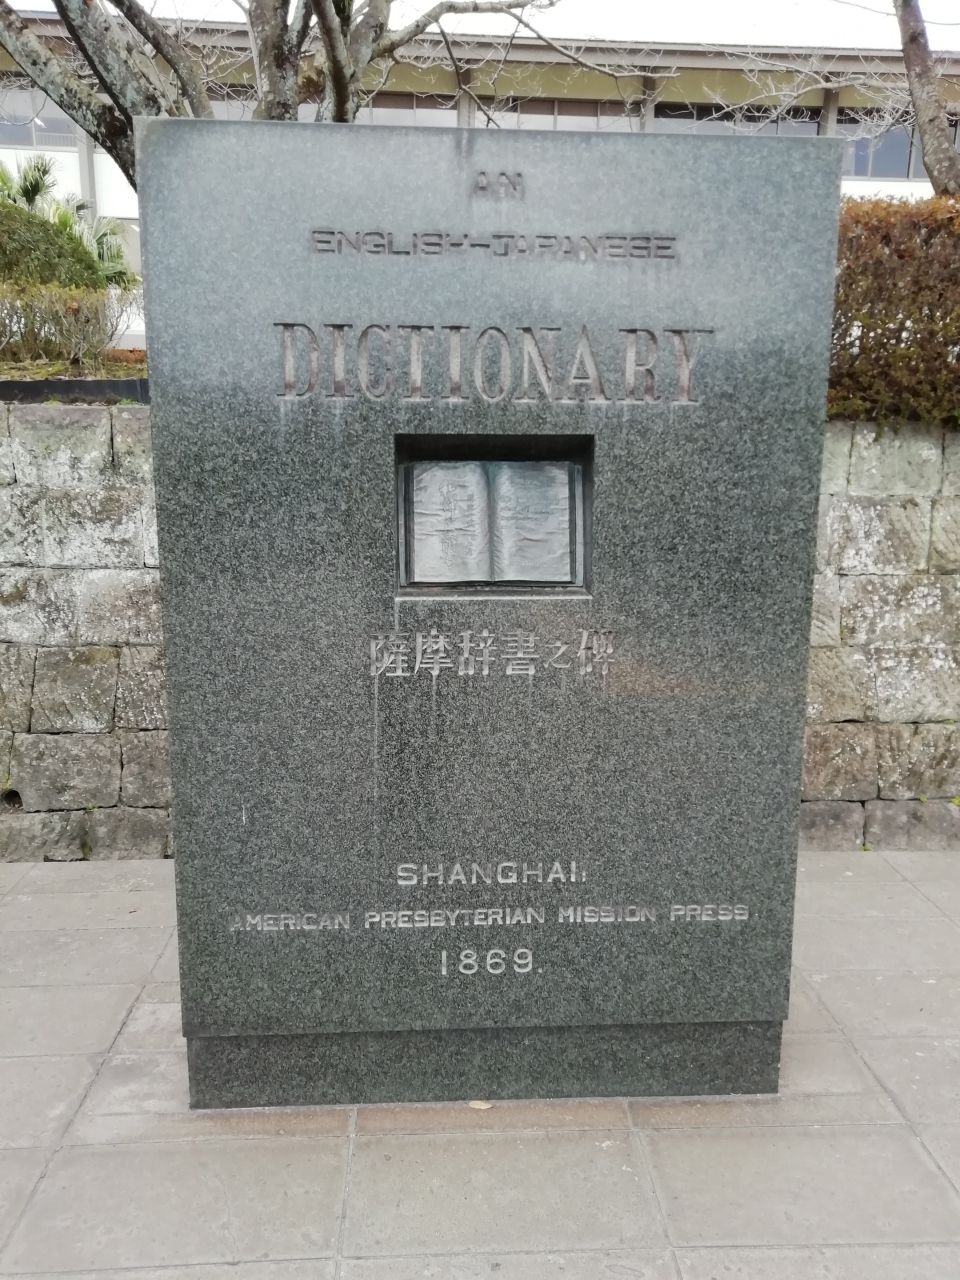 AN
ENGLISH-JAPANESE
DICTIONARY
薩摩辞書之碑
SHANGHAI:
AMERICAN PRESBYTERIAN MISSION PRESS
1869.